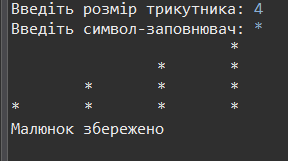 Введіть розмір трикутника: 4
Введіть символ-заповнювач: *
*
* *
* * *
* * * *
Малюнок збережено